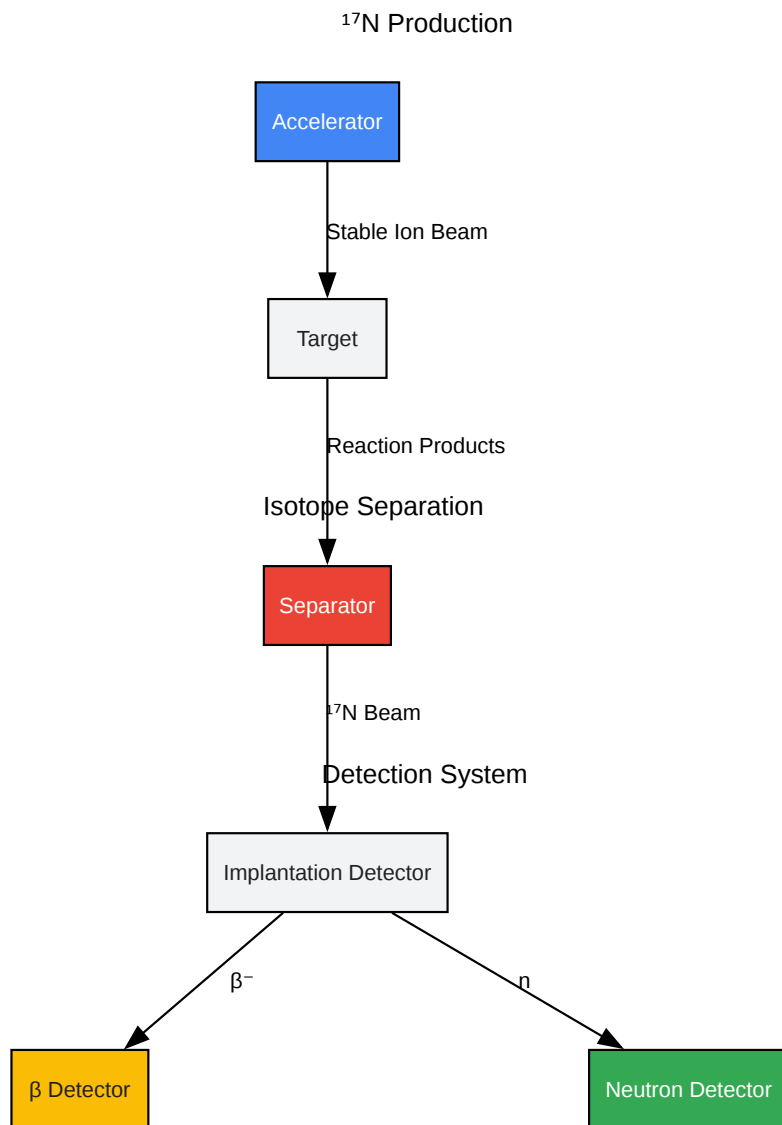 ¹⁷N Production
Accelerator
Stable Ion Beam
Target
Reaction Products
Isotope Separation
Separator
¹⁷N Beam
Detection System
Implantation Detector
β⁻
n
β Detector
Neutron Detector